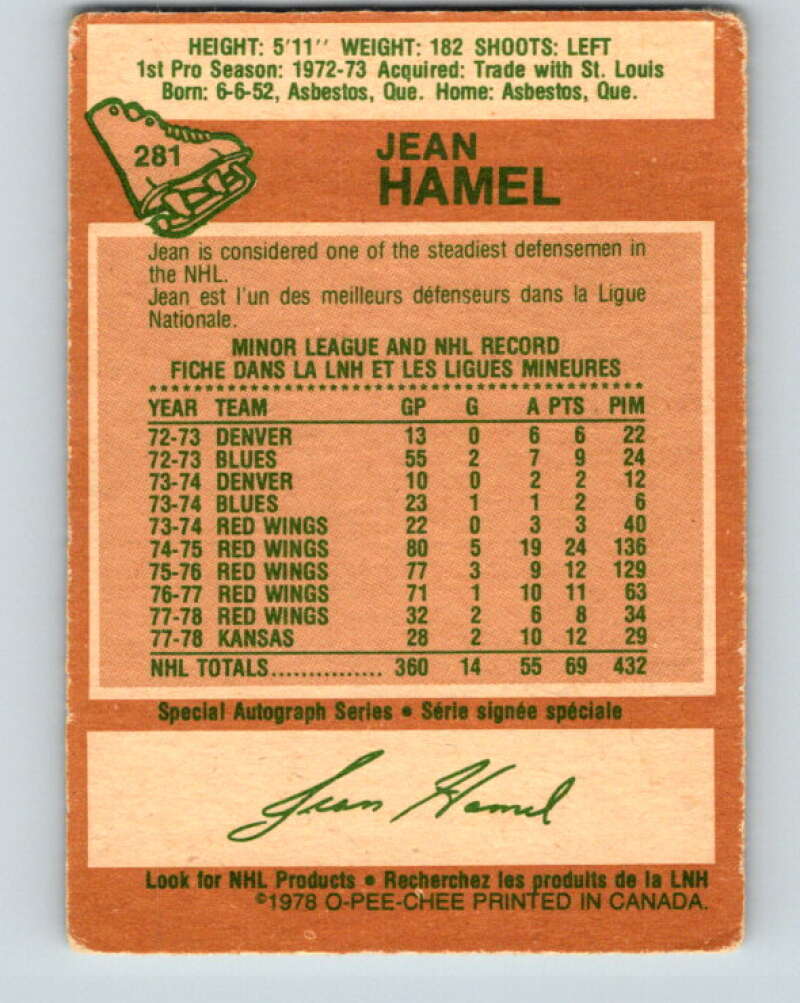 HEIGHT: 5'11'' WEIGHT: 182 SHOOTS: LEFT
1st Pro Season: 1972-73 Acquired: Trade with St. Louis
Born: 6-6-52, Asbestos, Que. Home: Asbestos, Que.
281
JEAN
HAMEL
Jean is considered one of the steadiest defensemen in
the NHL.
Jean est l'un des meilleurs défenseurs dans la Ligue
Nationale.
MINOR LEAGUE AND NHL RECORD
FICHE DANS LA LNH ET LES LIGUES MINEURES
YEAR TEAM GP G A PTS PIM
72-73 DENVER 13 0 6 6 22
72-73 BLUES 55 2 7 9 24
73-74 DENVER 10 0 2 2 12
73-74 BLUES 23 1 1 2 6
73-74 RED WINGS 22 0 3 3 40
74-75 RED WINGS 80 5 19 24 136
75-76 RED WINGS 77 3 9 12 129
76-77 RED WINGS 71 1 10 11 63
77-78 RED WINGS 32 2 6 8 34
77-78 KANSAS 28 2 10 12 29
NHL TOTALS............... 360 14 55 69 432
Special Autograph Series • Série signée spéciale
Jean Hamel
Look for NHL Products • Recherchez les produits de la LNH
©1978 O-PEE-CHEE PRINTED IN CANADA.